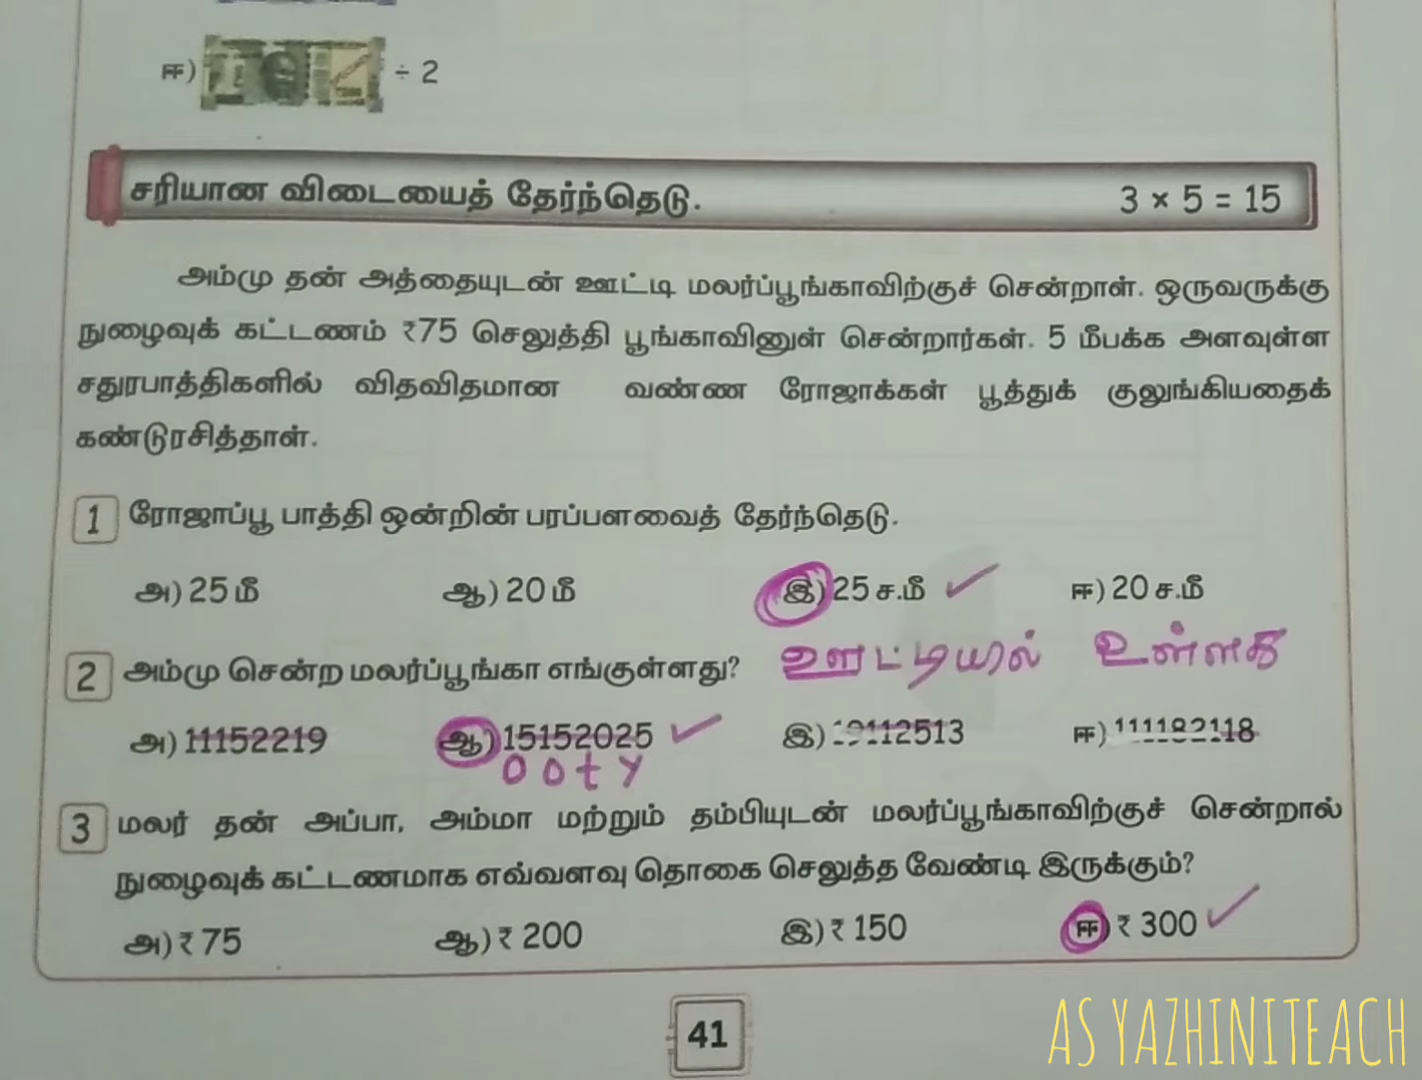 ஈ) ÷ 2
சரியான விடையைத் தேர்ந்தெடு. 3 × 5 = 15
அம்மு தன் அத்தையுடன் ஊட்டி மலர்ப்பூங்காவிற்குச் சென்றாள். ஒருவருக்கு
நுழைவுக் கட்டணம் ₹75 செலுத்தி பூங்காவினுள் சென்றார்கள். 5 மீபக்க அளவுள்ள
சதுரபாத்திகளில் விதவிதமான வண்ண ரோஜாக்கள் பூத்துக் குலுங்கியதைக்
கண்டுரசித்தாள்.
1 ரோஜாப்பூ பாத்தி ஒன்றின் பரப்பளவைத் தேர்ந்தெடு.
அ) 25 மீ ஆ) 20 மீ இ) 25 ச.மீ ✓ ஈ) 20 ச.மீ
2 அம்மு சென்ற மலர்ப்பூங்கா எங்குள்ளது? ஊட்டியில் உள்ளது
அ) 11152219 ஆ) 15152025 ✓ இ) 19112513 ஈ) 111182118
O O t y
3 மலர் தன் அப்பா, அம்மா மற்றும் தம்பியுடன் மலர்ப்பூங்காவிற்குச் சென்றால்
நுழைவுக் கட்டணமாக எவ்வளவு தொகை செலுத்த வேண்டி இருக்கும்?
அ) ₹ 75 ஆ) ₹ 200 இ) ₹ 150 ஈ) ₹ 300 ✓
41
AS YAZHINITEACH